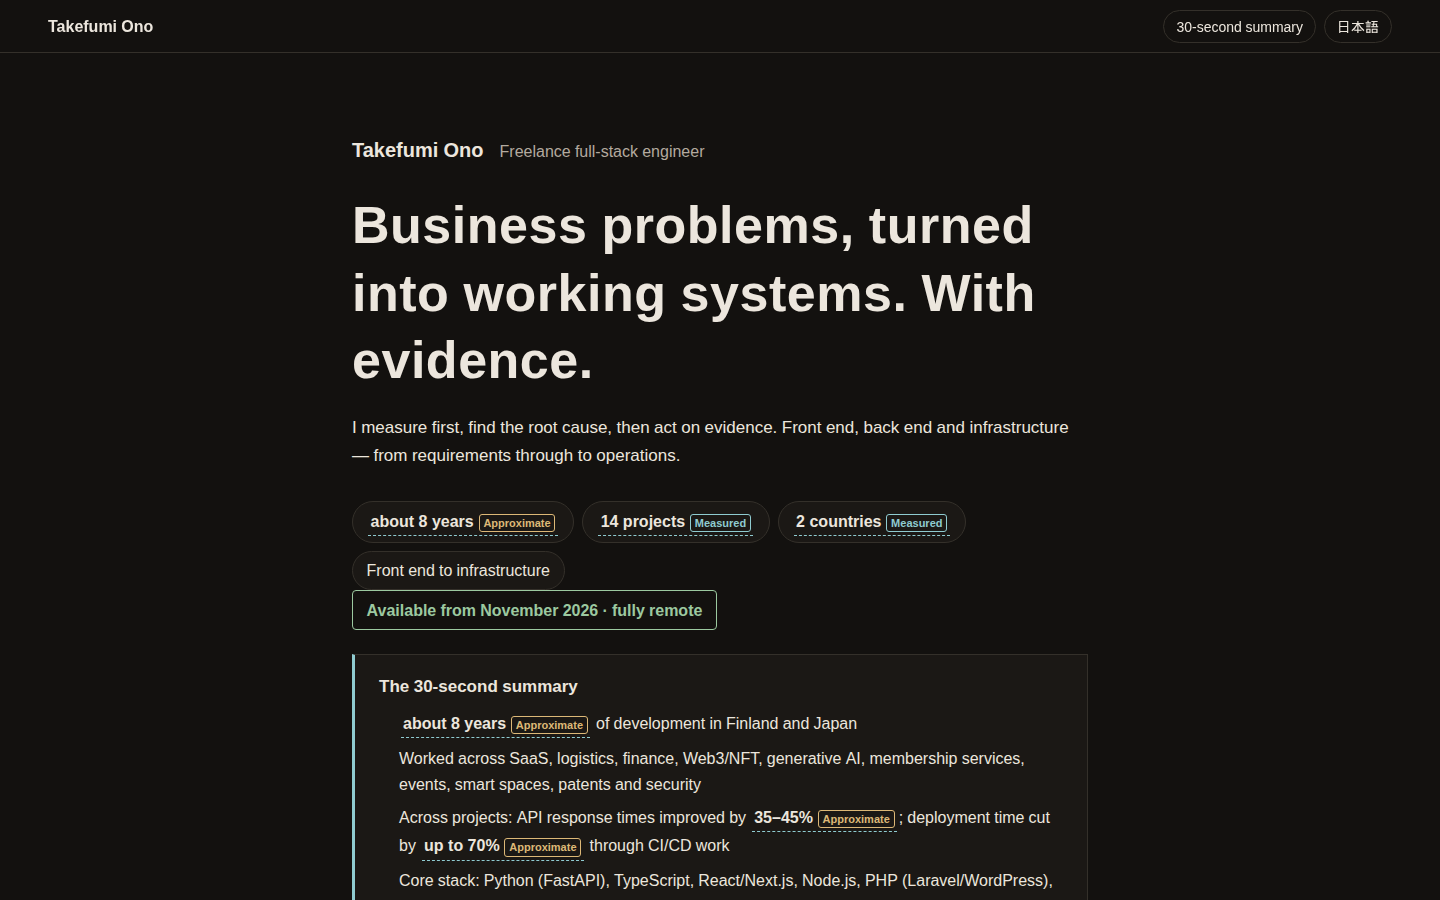 Takefumi Ono
30-second summary
日本語
Takefumi Ono Freelance full-stack engineer
Business problems, turned
into working systems. With
evidence.
I measure first, find the root cause, then act on evidence. Front end, back end and infrastructure
— from requirements through to operations.
about 8 years Approximate
14 projects Measured
2 countries Measured
Front end to infrastructure
Available from November 2026 · fully remote
The 30-second summary
about 8 years Approximate of development in Finland and Japan
Worked across SaaS, logistics, finance, Web3/NFT, generative AI, membership services,
events, smart spaces, patents and security
Across projects: API response times improved by 35–45% Approximate ; deployment time cut
by up to 70% Approximate through CI/CD work
Core stack: Python (FastAPI), TypeScript, React/Next.js, Node.js, PHP (Laravel/WordPress),